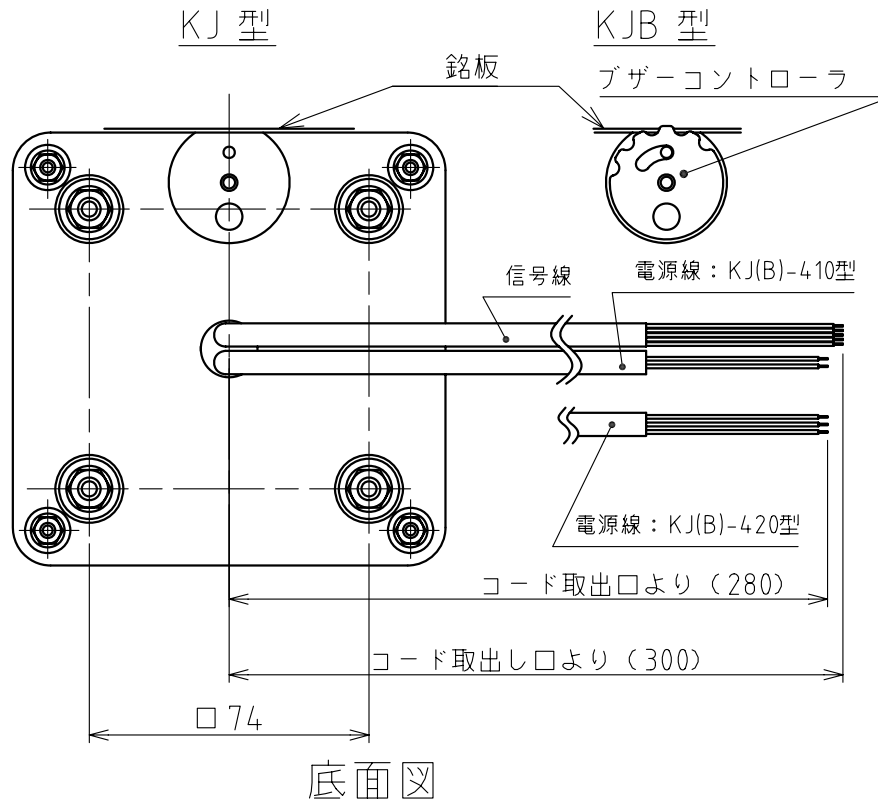 KJ 型
KJB 型
銘板
ブザーコントローラ
信号線
電源線：KJ(B)-410型
電源線：KJ(B)-420型
コード取出口より（280）
コード取出し口より（300）
□74
底面図